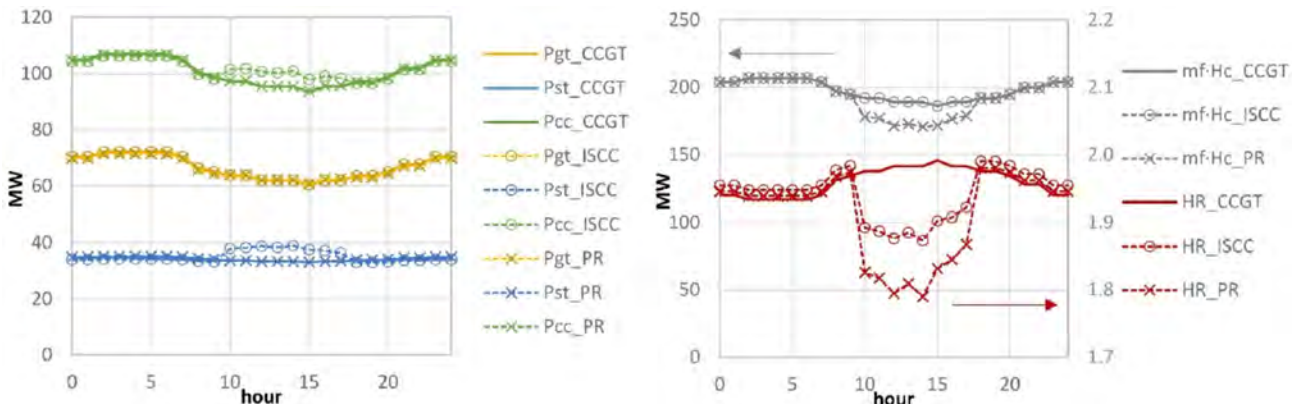 120
100
80
60
40
20
0
MW
0
5
10
15
20
hour
Pgt_CCGT
Pst_CCGT
Pcc_CCGT
Pgt_ISCC
Pst_ISCC
Pcc_ISCC
Pgt_PR
Pst_PR
Pcc_PR
250
200
150
100
50
0
MW
0
5
10
15
20
hour
2.2
2.1
2.0
1.9
1.8
1.7
mf·Hc_CCGT
mf·Hc_ISCC
mf·Hc_PR
HR_CCGT
HR_ISCC
HR_PR